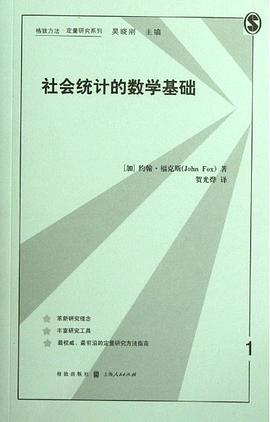 格致方法·定量研究系列 吴晓刚 主编
社会统计的数学基础
[加] 约翰·福克斯(John Fox) 著
贺光烨 译
革新研究理念
丰富研究工具
最权威、最前沿的定量研究方法指南
1
格致出版社 上海人民出版社